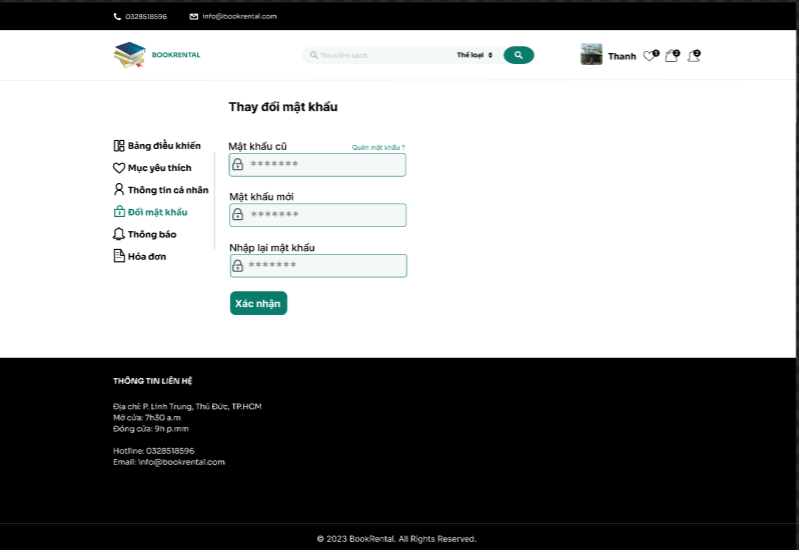 0328518596 info@bookrental.com
BOOKRENTAL Tìm kiếm sách Thể loại Thanh 1 2 2
Thay đổi mật khẩu
Bảng điều khiển
Mục yêu thích
Thông tin cá nhân
Đổi mật khẩu
Thông báo
Hóa đơn
Mật khẩu cũ Quên mật khẩu ?
*******
Mật khẩu mới
*******
Nhập lại mật khẩu
*******
Xác nhận
THÔNG TIN LIÊN HỆ
Địa chỉ: P. Linh Trung, Thủ Đức, TP.HCM
Mở cửa: 7h30 a.m
Đóng cửa: 9h p.mm
Hotline: 0328518596
Email: info@bookrental.com
© 2023 BookRental. All Rights Reserved.